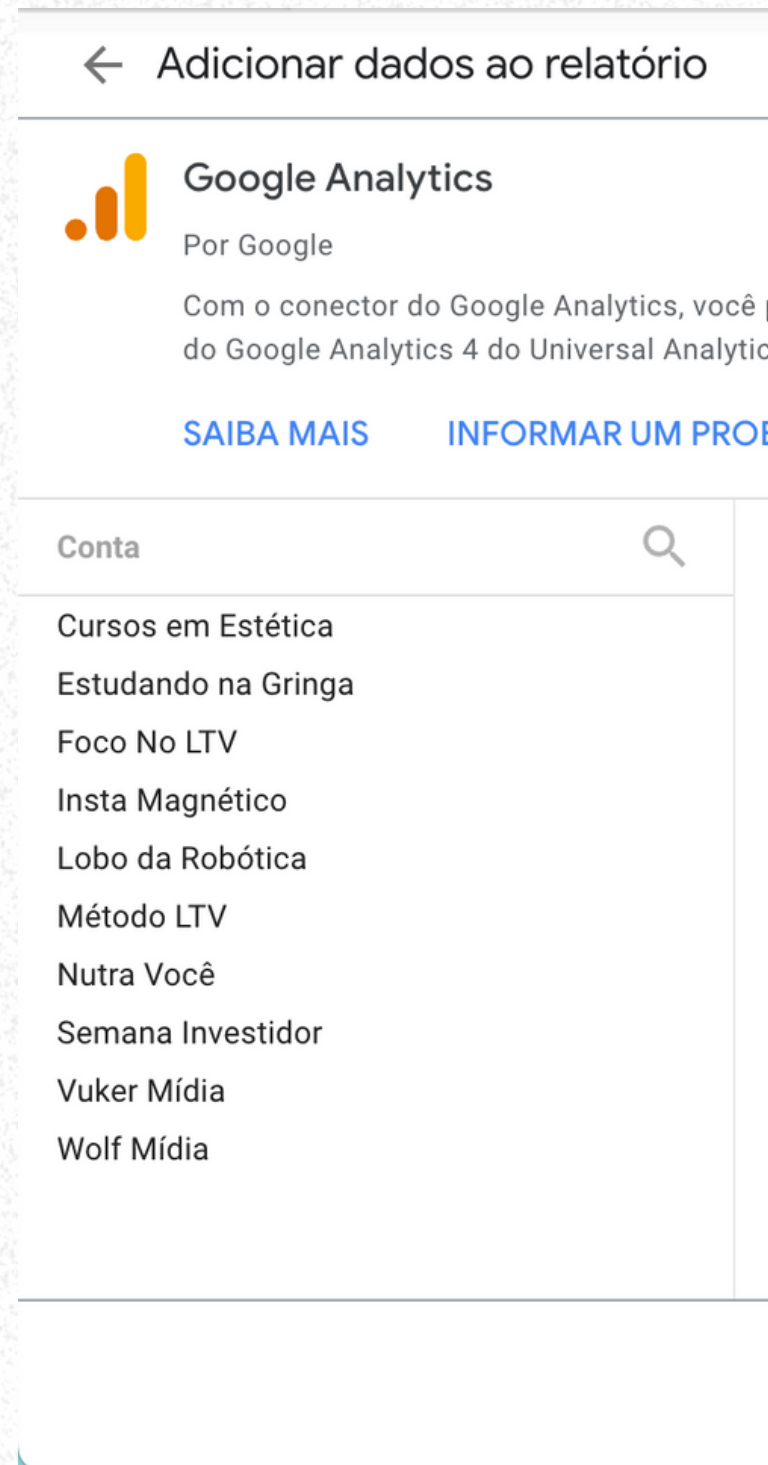 Adicionar dados ao relatório
Google Analytics
Por Google
Com o conector do Google Analytics, você
do Google Analytics 4 do Universal
SAIBA MAIS INFORMAR UM
Conta
Cursos em Estética
Estudando na Gringa
Foco No LTV
Insta Magnético
Lobo da Robótica
Método LTV
Nutra Você
Semana Investidor
Vuker Mídia
Wolf Mídia